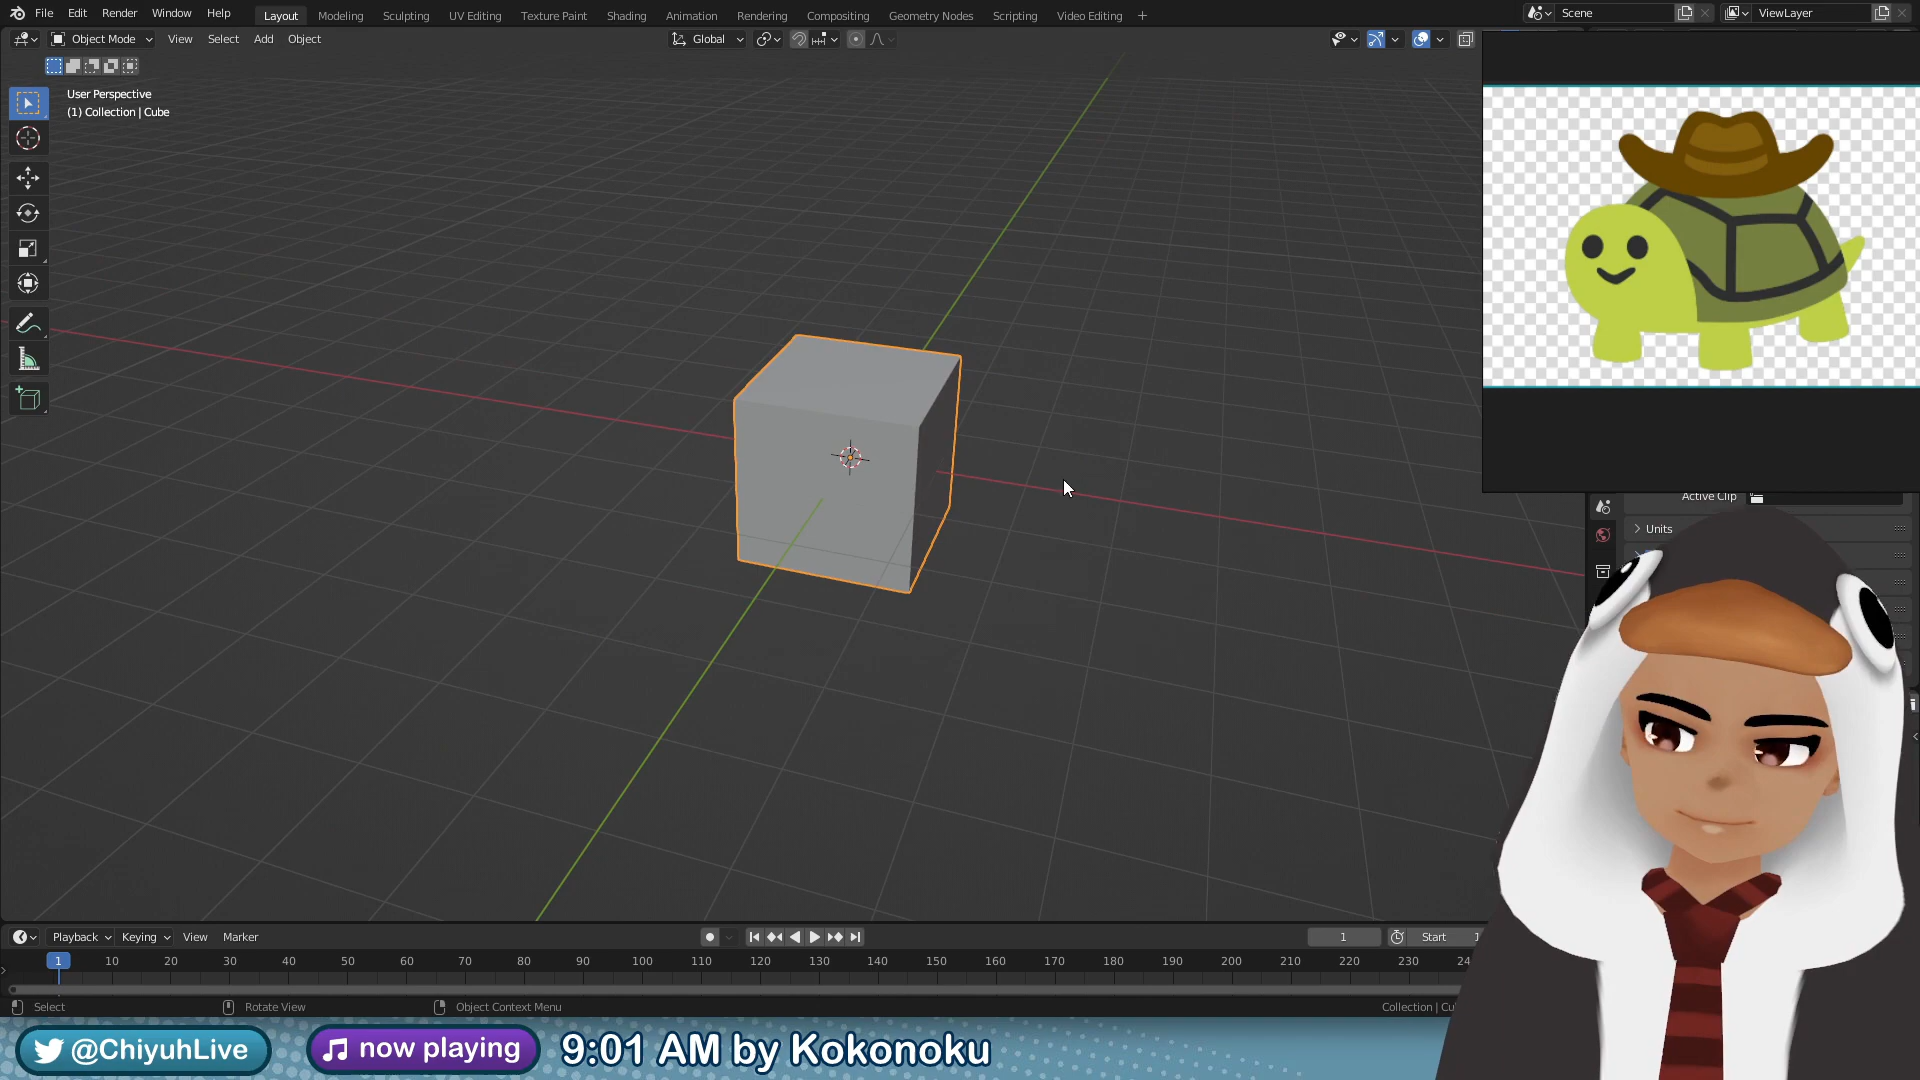 File Edit Render Window Help Layout Modeling Sculpting UV Editing Texture Paint Shading Animation Rendering Compositing Geometry Nodes Scripting Video Editing + Scene ViewLayer
Object Mode View Select Add Object Global
User Perspective
(1) Collection | Cube
Active Clip
Units
Playback Keying View Marker 1 Start
1 10 20 30 40 50 60 70 80 90 100 110 120 130 140 150 160 170 180 190 200 210 220 230
Select Rotate View Object Context Menu Collection |
@ChiyuhLive now playing 9:01 AM by Kokonoku